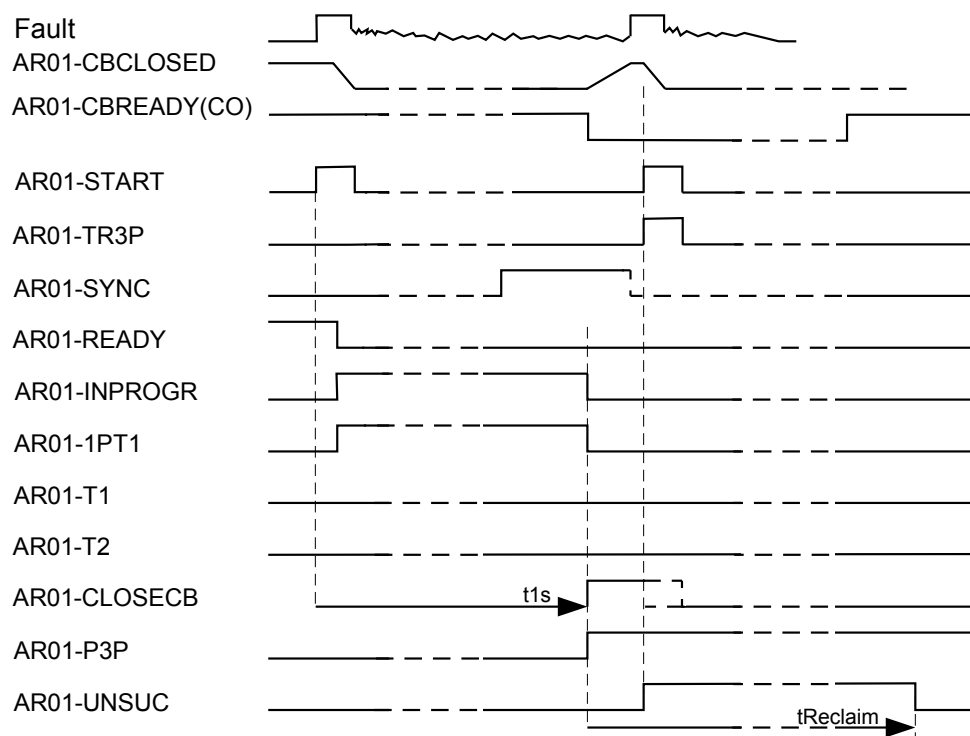 Fault
AR01-CBCLOSED
AR01-CBREADY(CO)
AR01-START
AR01-TR3P
AR01-SYNC
AR01-READY
AR01-INPROGR
AR01-1PT1
AR01-T1
AR01-T2
AR01-CLOSECB
t1s
AR01-P3P
AR01-UNSUC
tReclaim